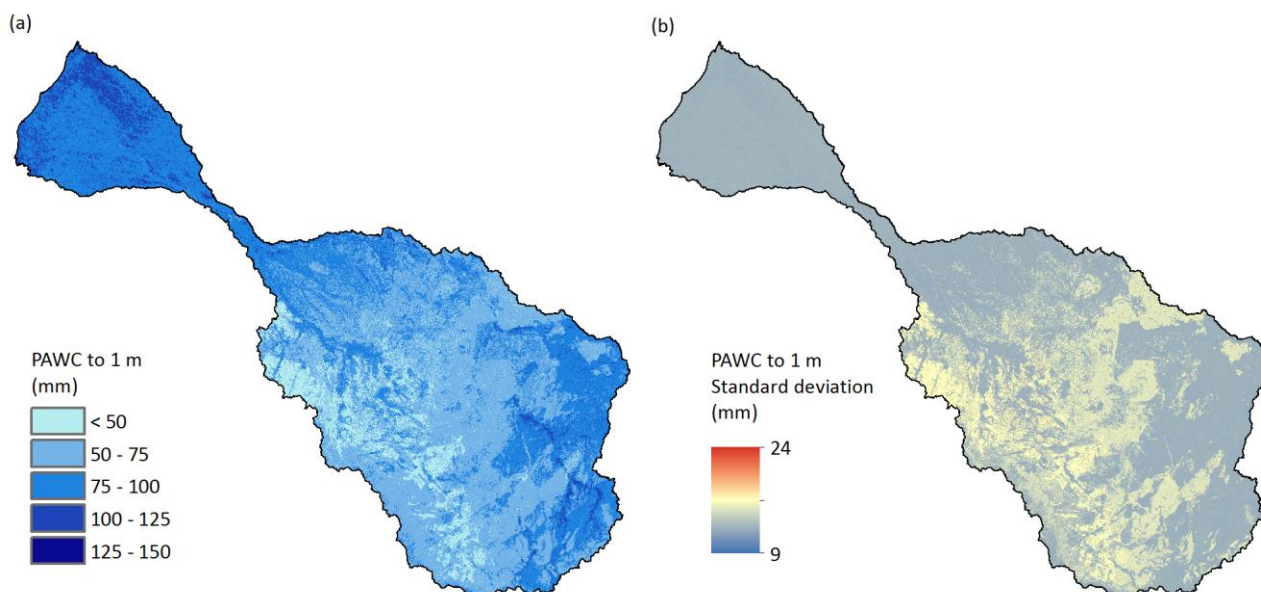 (a)
PAWC to 1 m
(mm)
< 50
50 - 75
75 - 100
100 - 125
125 - 150
(b)
PAWC to 1 m
Standard deviation
(mm)
24
9